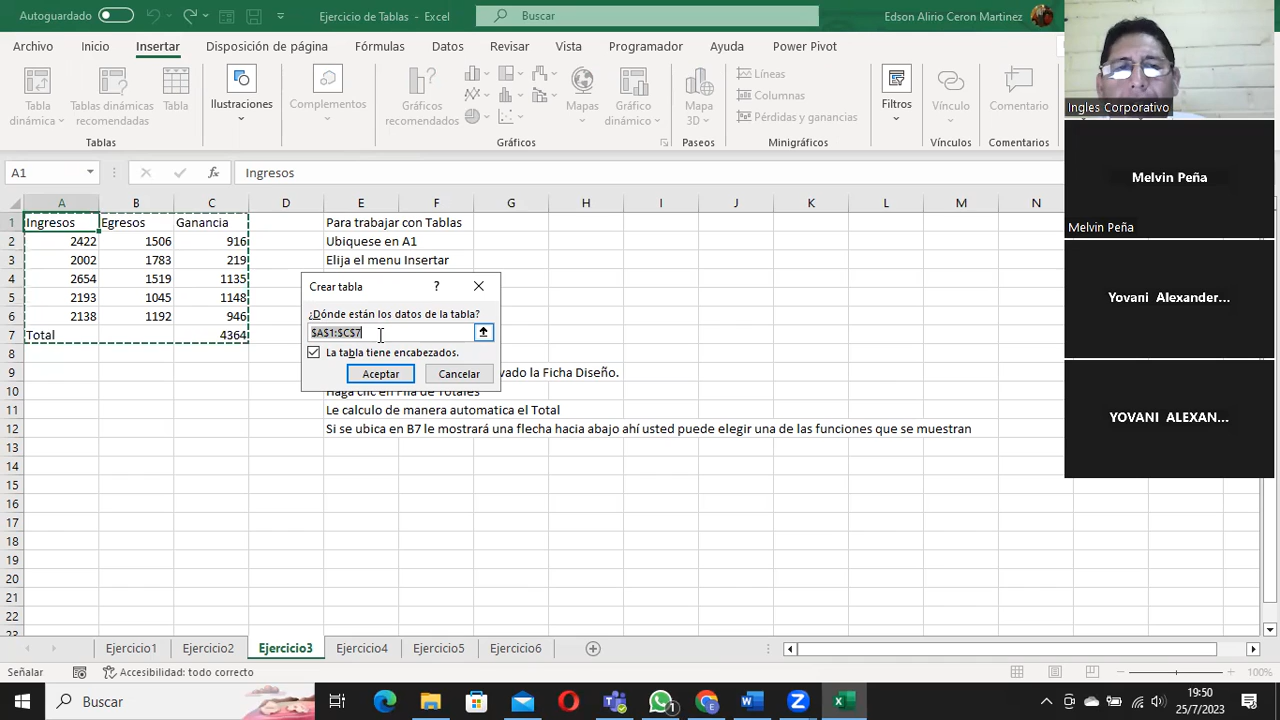 Autoguardado
Ejercicio de Tablas - Excel
Buscar
Edson Alirio Ceron Martinez
Archivo Inicio Insertar Disposición de página Fórmulas Datos Revisar Vista Programador Ayuda Power Pivot
Tabla dinámica
Tablas dinámicas recomendadas
Tabla
Ilustraciones
Complementos
Gráficos recomendados
Mapas
Gráfico dinámico
Mapa 3D
Líneas
Columnas
Pérdidas y ganancias
Filtros
Vínculo
Comentario
Tablas Gráficos Paseos Minigráficos Vínculos Comentarios
A1 fx Ingresos
A B C D E F G H I J K L M N
1 Ingresos Egresos Ganancia Para trabajar con Tablas
2 2422 1506 916 Ubiquese en A1
3 2002 1783 219 Elija el menu Insertar
4 2654 1519 1135
5 2193 1045 1148
6 2138 1192 946
7 Total 4364
8
9 vado la Ficha Diseño.
10 Haga clic en Fila de Totales
11 Le calculo de manera automatica el Total
12 Si se ubica en B7 le mostrará una flecha hacia abajo ahí usted puede elegir una de las funciones que se muestran
13
14
15
16
17
18
19
20
21
22
23
Crear tabla ?
¿Dónde están los datos de la tabla?
$A$1:$C$7
La tabla tiene encabezados.
Aceptar Cancelar
Ingles Corporativo
Melvin Peña
Melvin Peña
Yovani Alexander...
YOVANI ALEXAN...
Ejercicio1 Ejercicio2 Ejercicio3 Ejercicio4 Ejercicio5 Ejercicio6
Señalar Accesibilidad: todo correcto 100%
Buscar
19:50
25/7/2023